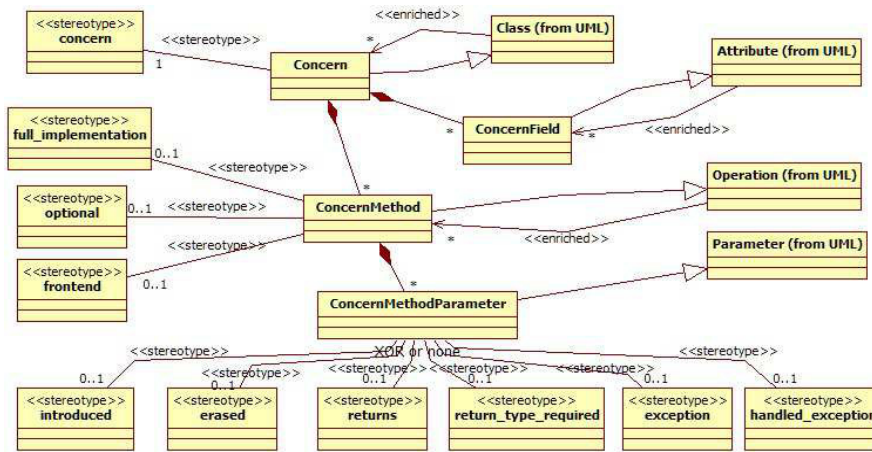 <<stereotype>>
concern
<<stereotype>>
1
Concern
<<enriched>>
*
Class (from UML)
Attribute (from UML)
<<enriched>>
*
ConcernField
*
<<stereotype>>
full_implementation
0..1
<<stereotype>>
<<stereotype>>
optional
0..1
<<stereotype>>
*
ConcernMethod
Operation (from UML)
<<enriched>>
*
<<stereotype>>
<<stereotype>>
frontend
0..1
Parameter (from UML)
*
ConcernMethodParameter
XOR or none
<<stereotype>>
<<stereotype>>
<<stereotype>>
<<stereotype>>
<<stereotype>>
<<stereotype>>
0..1
0..1
0..1
0..1
0..1
0..1
<<stereotype>>
introduced
<<stereotype>>
erased
<<stereotype>>
returns
<<stereotype>>
return_type_required
<<stereotype>>
exception
<<stereotype>>
handled_exception